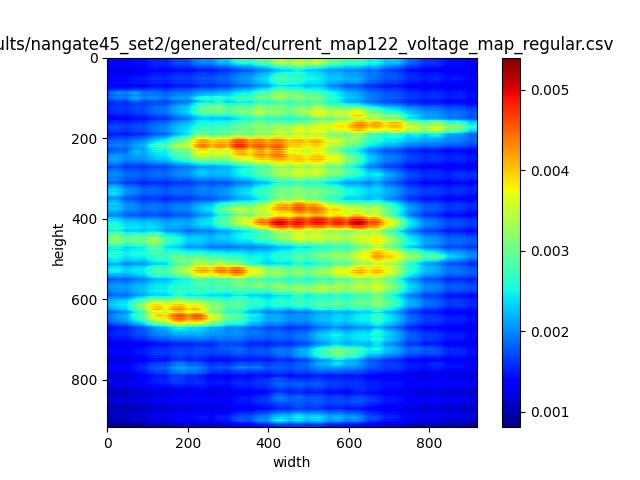 ults/nangate45_set2/generated/current_map122_voltage_map_regular.csv
0
200
400
600
800
height
0 200 400 600 800
width
0.005
0.004
0.003
0.002
0.001